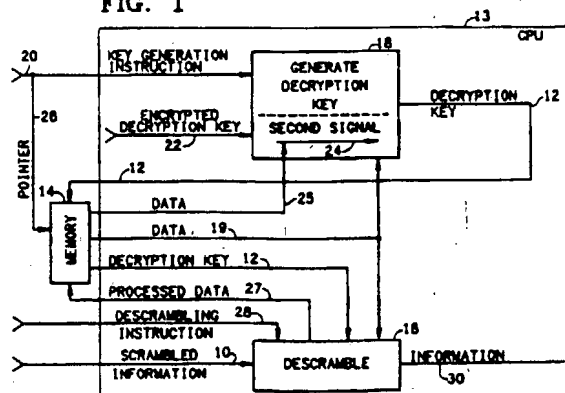 FIG. 1
13
CPU
20
KEY GENERATION
INSTRUCTION
18
GENERATE
DECRYPTION
KEY
SECOND SIGNAL
24
DECRYPTION
KEY
12
26
POINTER
ENCRYPTED
DECRYPTION KEY
22
12
14
DATA
25
MEMORY
DATA
19
DECRYPTION KEY 12
PROCESSED DATA
27
DESCRAMBLING
28
INSTRUCTION
16
SCRAMBLED
10
INFORMATION
DESCRAMBLE
INFORMATION
30